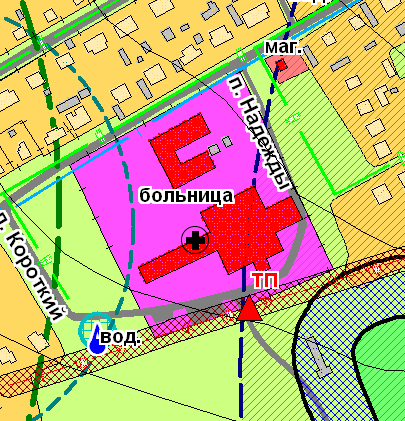 маг.
п. Надежды
больница
п. Короткий
ТП
вод.